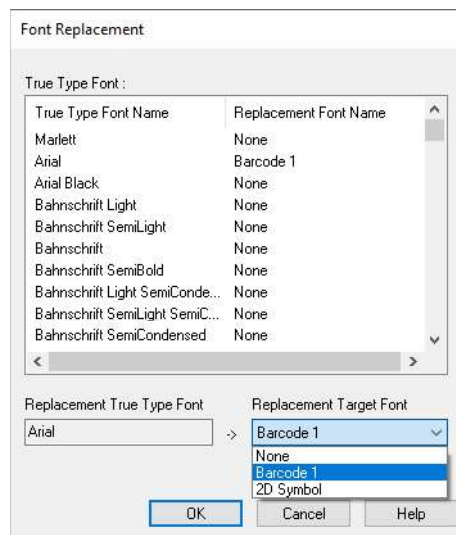 Font Replacement
True Type Font :
True Type Font Name Replacement Font Name
Marlett None
Arial Barcode 1
Arial Black None
Bahnschrift Light None
Bahnschrift SemiLight None
Bahnschrift None
Bahnschrift SemiBold None
Bahnschrift Light SemiConde... None
Bahnschrift SemiLight SemiC... None
Bahnschrift SemiCondensed None
Replacement True Type Font Replacement Target Font
Arial -> Barcode 1
None
Barcode 1
2D Symbol
OK Cancel Help